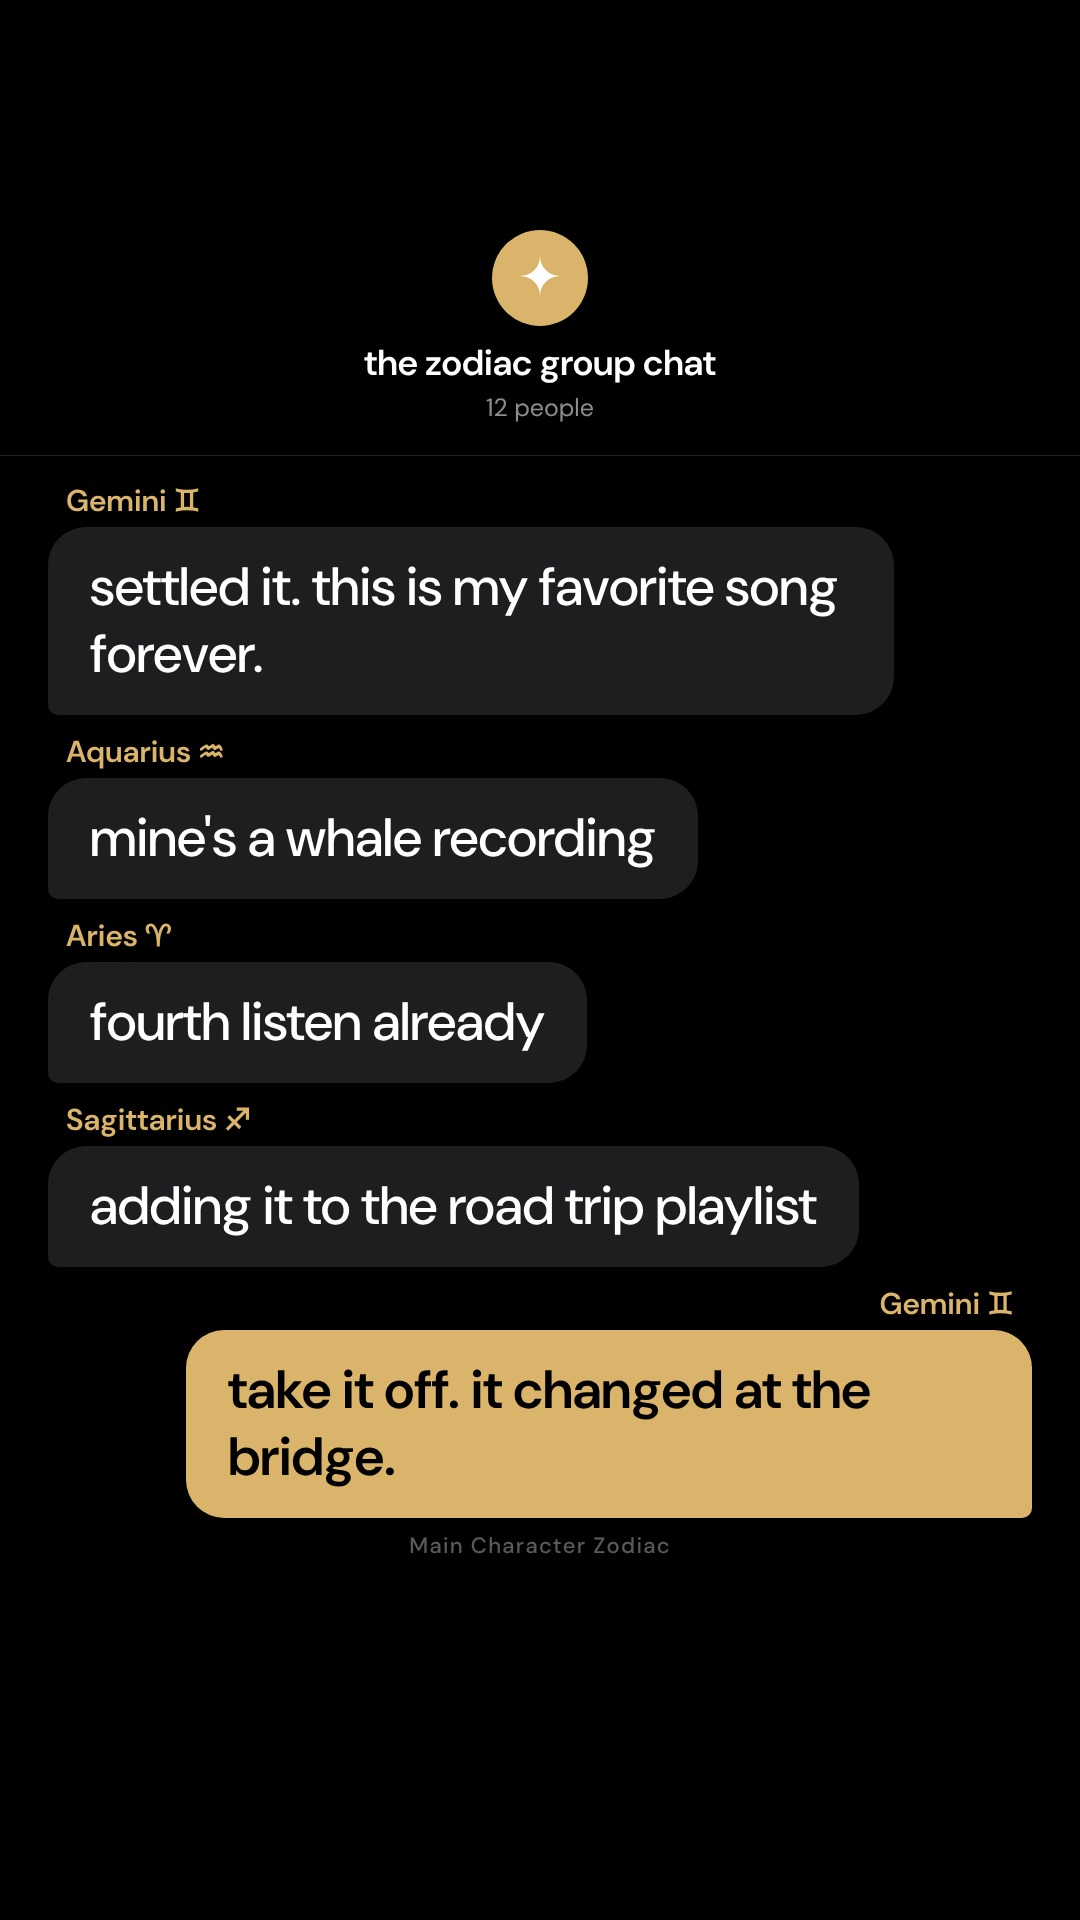 the zodiac group chat
12 people
Gemini ♊
settled it. this is my favorite song
forever.
Aquarius ♒
mine's a whale recording
Aries ♈
fourth listen already
Sagittarius ♐
adding it to the road trip playlist
Gemini ♊
take it off. it changed at the
bridge.
Main Character Zodiac